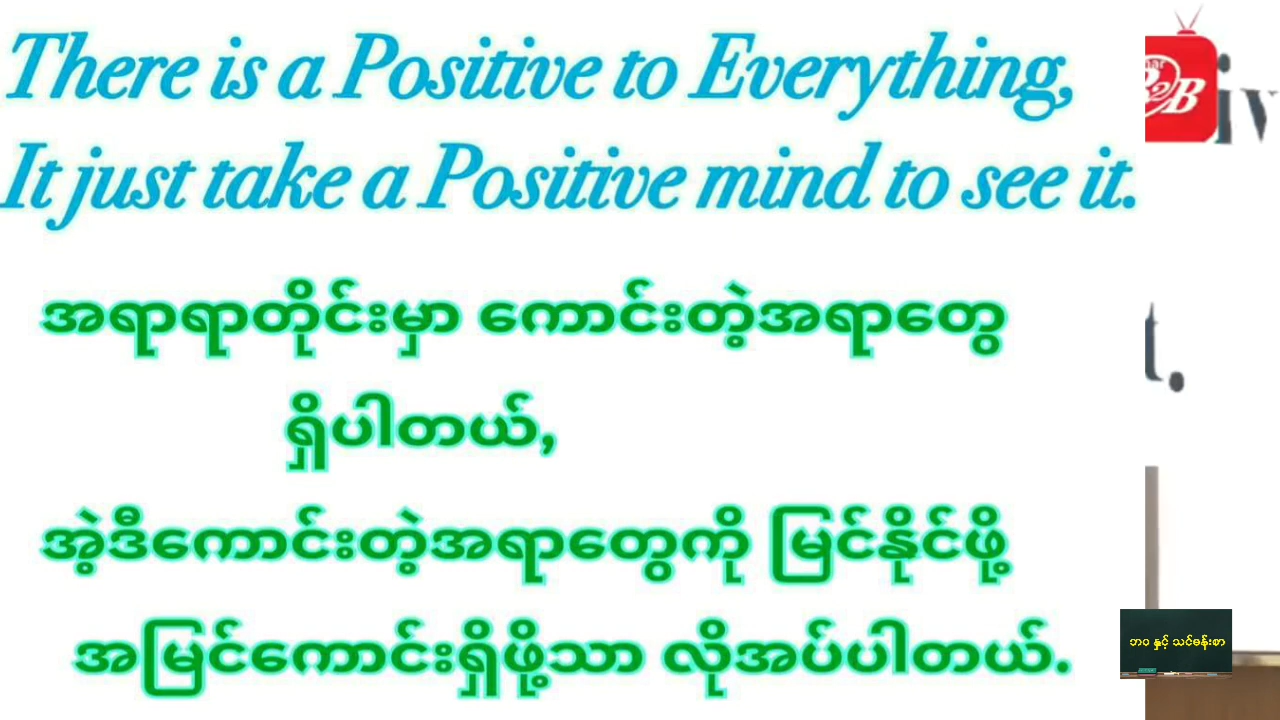 There is a Positive to Everything,
It just take a Positive mind to see it.
အရာရာတိုင်းမှာ ကောင်းတဲ့အရာတွေ
ရှိပါတယ်,
အဲ့ဒီကောင်းတဲ့အရာတွေကို မြင်နိုင်ဖို့
အမြင်ကောင်းရှိဖို့သာ လိုအပ်ပါတယ်.
ဘဝ နှင့် သင်ခန်းစာ